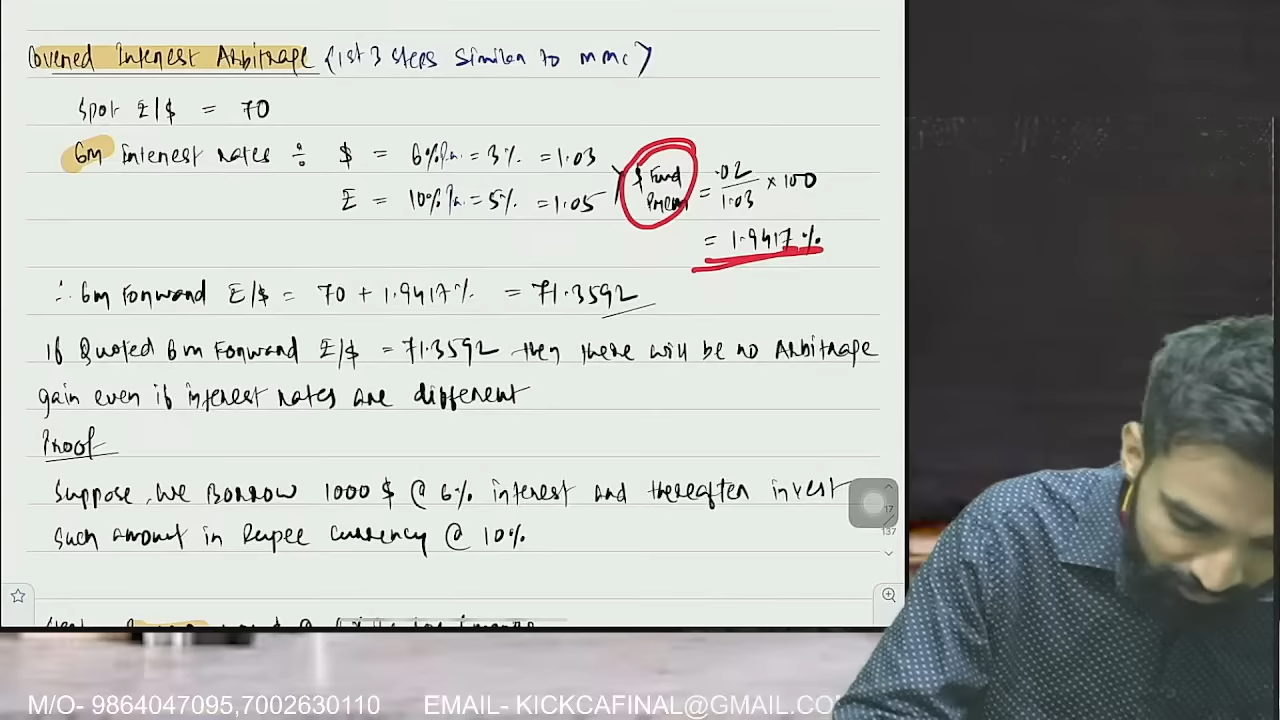 Covered Interest Arbitrage (1st 3 steps similar to MMC)
Spot ₹/$ = 70
6m Interest rates ÷ $ = 6% p.a. = 3% = 1.03
₹ = 10% p.a. = 5% = 1.05
$ Fwd Prem = .02/1.03 × 100
= 1.9417%
∴ 6m Forward ₹/$ = 70 + 1.9417% = 71.3592
If Quoted 6m Forward ₹/$ = 71.3592 then there will be no Arbitrage
gain even if interest rates are different
Proof
Suppose, we Borrow 1000 $ @ 6% interest and thereafter invest
such amount in Rupee Currency @ 10%
17
137
M/O- 9864047095,7002630110 EMAIL- KICKCAFINAL@GMAIL.CO